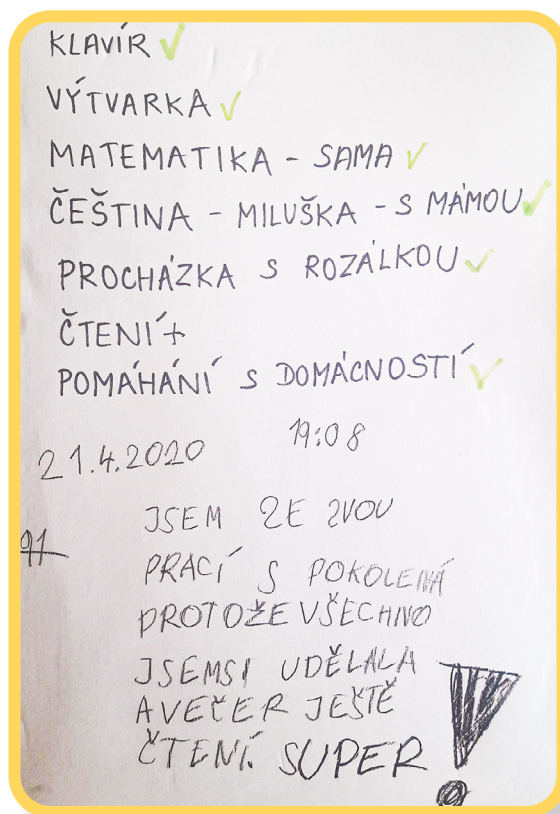 KLAVÍR ✓
VÝTVARKA ✓
MATEMATIKA - SAMA ✓
ČEŠTINA - MILUŠKA - S MÁMOU ✓
PROCHÁZKA S ROZÁLKOU ✓
ČTENÍ +
POMÁHÁNÍ S DOMÁCNOSTÍ ✓
21.4.2020 19:08
JSEM ZE SVOU
PRACÍ S POKOLENÁ
PROTOŽE VŠECHNO
JSEMSI UDĚLALA
AVEČER JEŠTĚ
ČTENÍ. SUPER!